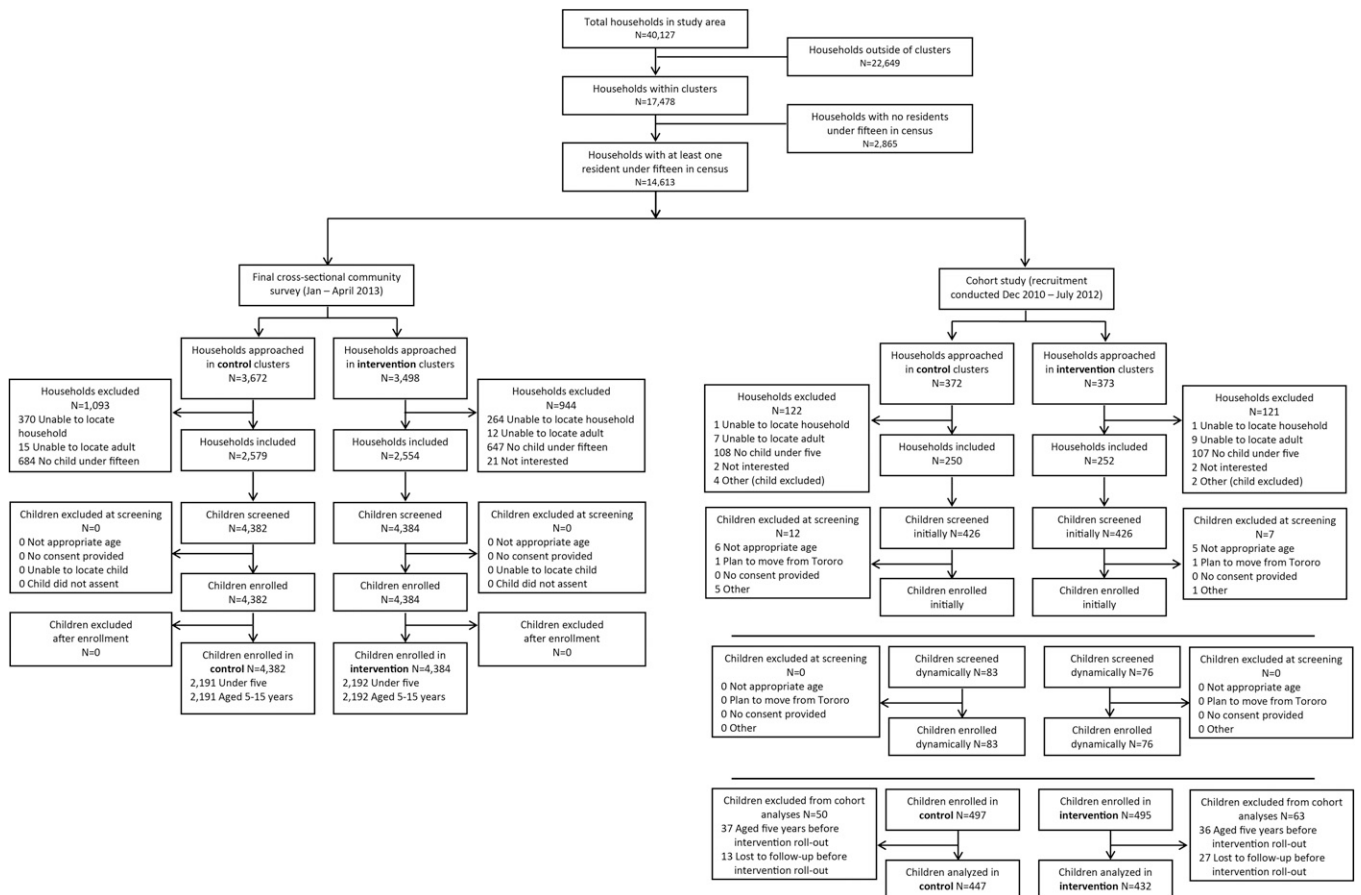 Total households in study area
N=40,127
Households outside of clusters
N=22,649
Households within clusters
N=17,478
Households with no residents
under fifteen in census
N=2,865
Households with at least one
resident under fifteen in census
N=14,613
Final cross-sectional community
survey (Jan – April 2013)
Households approached
in control clusters
N=3,672
Households approached
in intervention clusters
N=3,498
Households excluded
N=1,093
370 Unable to locate
household
15 Unable to locate adult
684 No child under fifteen
Households excluded
N=944
264 Unable to locate household
12 Unable to locate adult
647 No child under fifteen
21 Not interested
Households included
N=2,579
Households included
N=2,554
Children excluded at screening
N=0
0 Not appropriate age
0 No consent provided
0 Unable to locate child
0 Child did not assent
Children screened
N=4,382
Children screened
N=4,384
Children excluded at screening
N=0
0 Not appropriate age
0 No consent provided
0 Unable to locate child
0 Child did not assent
Children enrolled
N=4,382
Children enrolled
N=4,384
Children excluded
after enrollment
N=0
Children excluded
after enrollment
N=0
Children enrolled in
control N=4,382
2,191 Under five
2,191 Aged 5-15 years
Children enrolled in
intervention N=4,384
2,192 Under five
2,192 Aged 5-15 years
Cohort study (recruitment
conducted Dec 2010 – July 2012)
Households approached
in control clusters
N=372
Households approached
in intervention clusters
N=373
Households excluded
N=122
1 Unable to locate household
7 Unable to locate adult
108 No child under five
2 Not interested
4 Other (child excluded)
Households excluded
N=121
1 Unable to locate household
9 Unable to locate adult
107 No child under five
2 Not interested
2 Other (child excluded)
Households included
N=250
Households included
N=252
Children excluded at screening
N=12
6 Not appropriate age
1 Plan to move from Tororo
0 No consent provided
5 Other
Children screened
initially N=426
Children screened
initially N=426
Children excluded at screening
N=7
5 Not appropriate age
1 Plan to move from Tororo
0 No consent provided
1 Other
Children enrolled
initially
Children enrolled
initially
Children excluded at screening
N=0
0 Not appropriate age
0 Plan to move from Tororo
0 No consent provided
0 Other
Children screened
dynamically N=83
Children screened
dynamically N=76
Children excluded at screening
N=0
0 Not appropriate age
0 Plan to move from Tororo
0 No consent provided
0 Other
Children enrolled
dynamically N=83
Children enrolled
dynamically N=76
Children excluded from cohort
analyses N=50
37 Aged five years before
intervention roll-out
13 Lost to follow-up before
intervention roll-out
Children enrolled in
control N=497
Children enrolled in
intervention N=495
Children excluded from cohort
analyses N=63
36 Aged five years before
intervention roll-out
27 Lost to follow-up before
intervention roll-out
Children analyzed in
control N=447
Children analyzed in
intervention N=432